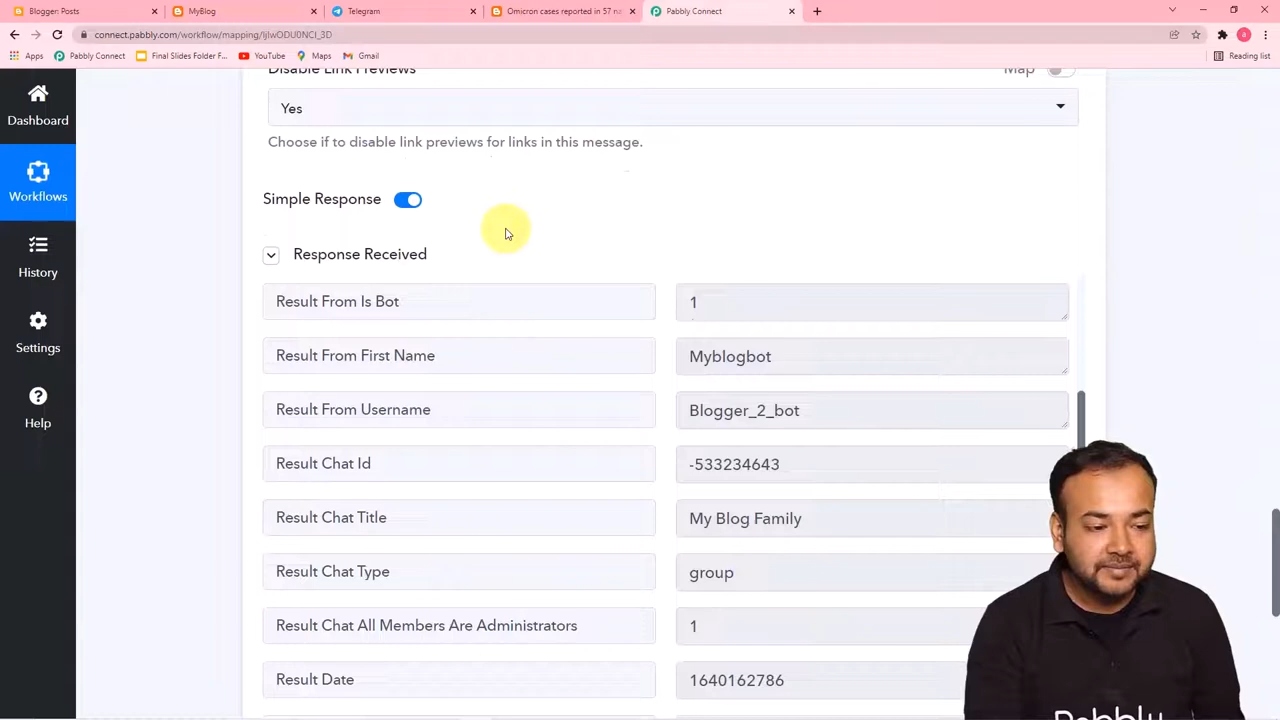 Blogger: Posts
MyBlog
Telegram
Omicron cases reported in 57 na
Pabbly Connect
connect.pabbly.com/workflow/mapping/IjIwODU0NCI_3D
a
Apps
Pabbly Connect
Final Slides Folder F...
YouTube
Maps
Gmail
Reading list
Dashboard
Workflows
History
Settings
Help
Disable Link Previews
Map
Yes
Choose if to disable link previews for links in this message.
Simple Response
Response Received
Result From Is Bot
1
Result From First Name
Myblogbot
Result From Username
Blogger_2_bot
Result Chat Id
-533234643
Result Chat Title
My Blog Family
Result Chat Type
group
Result Chat All Members Are Administrators
1
Result Date
1640162786
Pabbly